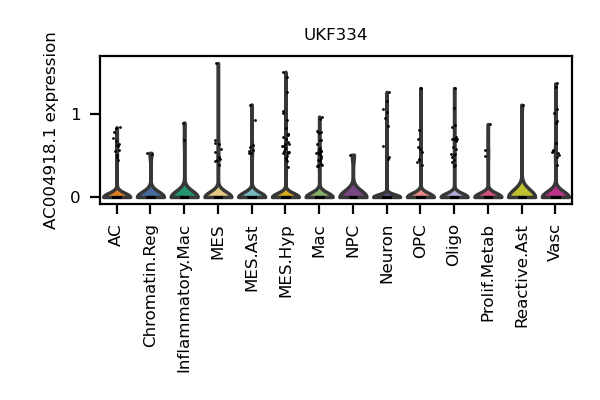 UKF334
AC004918.1 expression
1
0
AC
Chromatin.Reg
Inflammatory.Mac
MES
MES.Ast
MES.Hyp
Mac
NPC
Neuron
OPC
Oligo
Prolif.Metab
Reactive.Ast
Vasc